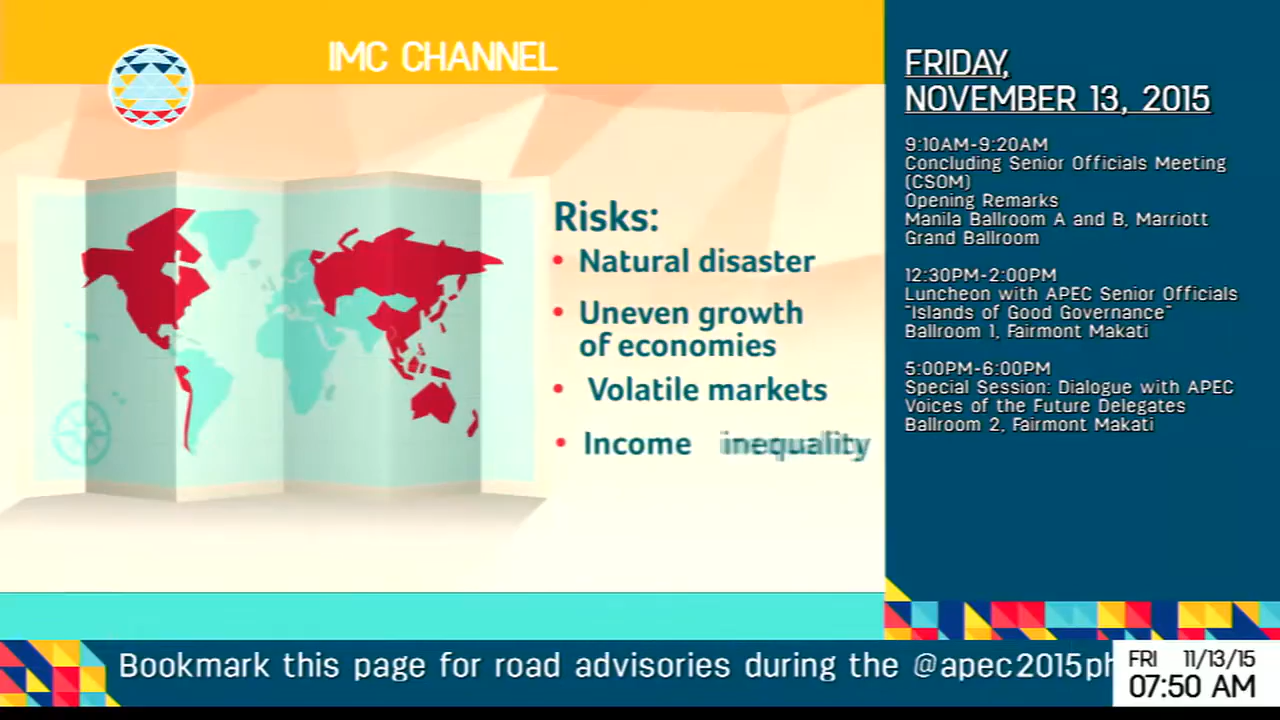 IMC CHANNEL
Risks:
• Natural disaster
• Uneven growth
of economies
• Volatile markets
• Income inequality
FRIDAY,
NOVEMBER 13, 2015
9:10AM-9:20AM
Concluding Senior Officials Meeting
(CSOM)
Opening Remarks
Manila Ballroom A and B, Marriott
Grand Ballroom
12:30PM-2:00PM
Luncheon with APEC Senior Officials
"Islands of Good Governance"
Ballroom 1, Fairmont Makati
5:00PM-6:00PM
Special Session: Dialogue with APEC
Voices of the Future Delegates
Ballroom 2, Fairmont Makati
Bookmark this page for road advisories during the @apec2015ph
FRI 11/13/15
07:50 AM